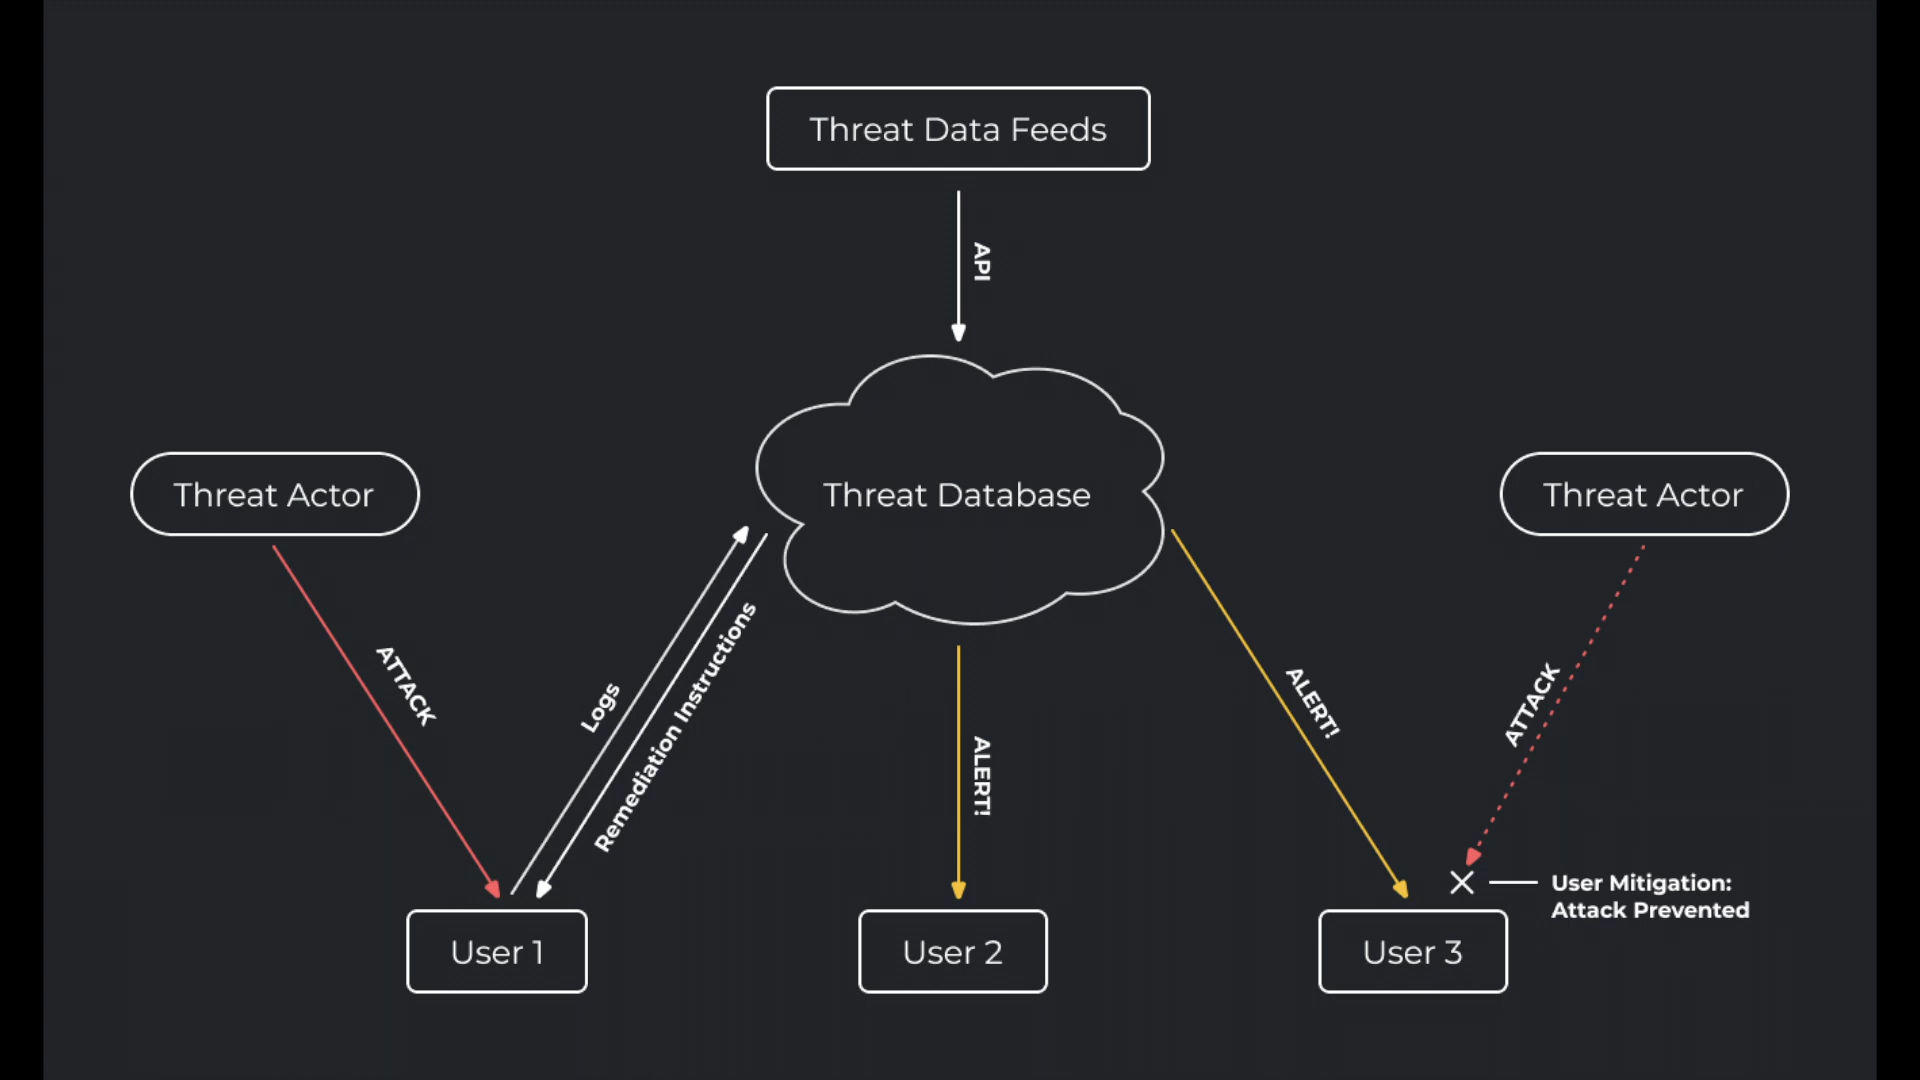 Threat Data Feeds
API
Threat Actor
Threat Database
Threat Actor
ATTACK
Logs
Remediation Instructions
ALERT!
ALERT!
ATTACK
User Mitigation:
Attack Prevented
User 1
User 2
User 3